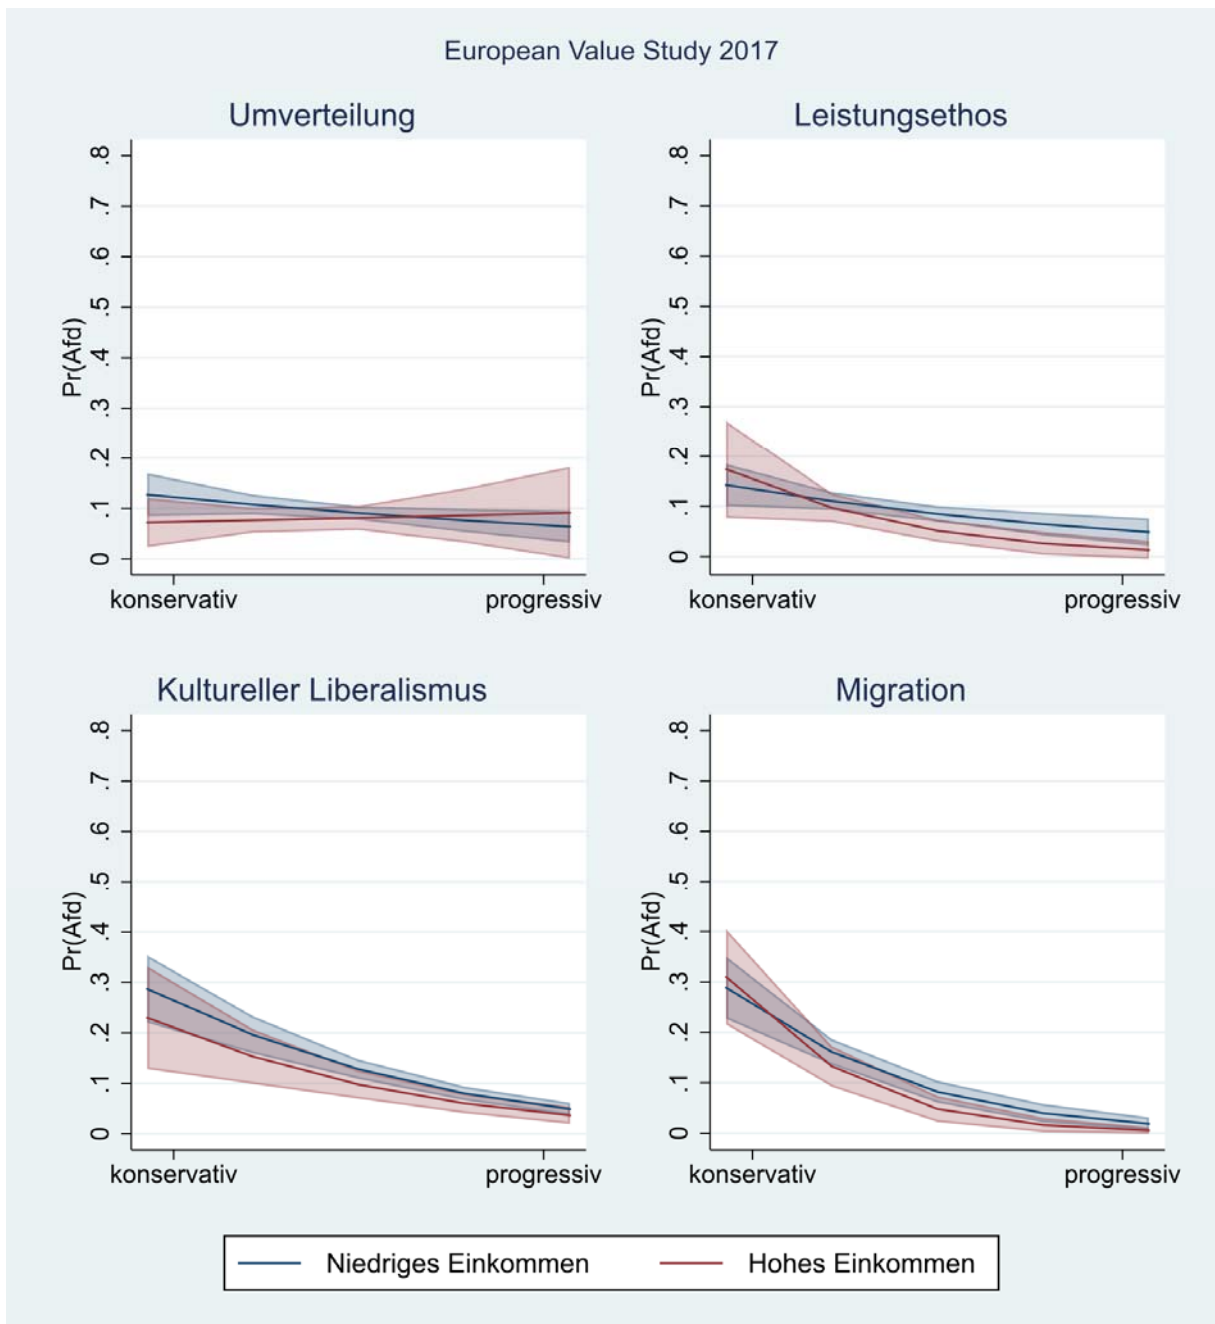 European Value Study 2017
Umverteilung
Pr(Afd)
.8
.7
.6
.5
.4
.3
.2
.1
0
konservativ progressiv
Leistungsethos
Pr(Afd)
.8
.7
.6
.5
.4
.3
.2
.1
0
konservativ progressiv
Kultureller Liberalismus
Pr(Afd)
.8
.7
.6
.5
.4
.3
.2
.1
0
konservativ progressiv
Migration
Pr(Afd)
.8
.7
.6
.5
.4
.3
.2
.1
0
konservativ progressiv
Niedriges Einkommen Hohes Einkommen